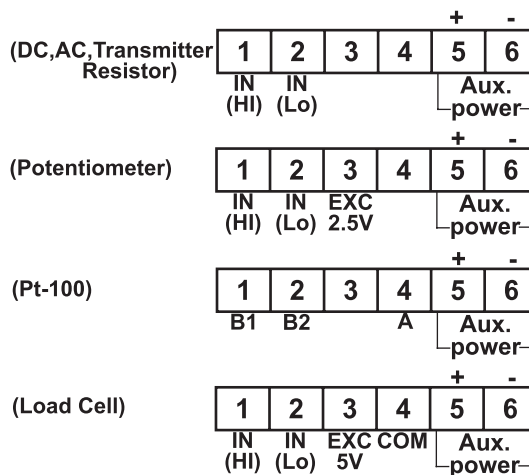 + -
(DC,AC,Transmitter Resistor) 1 2 3 4 5 6
IN (HI) IN (Lo) Aux. power
(Potentiometer) + -
1 2 3 4 5 6
IN (HI) IN (Lo) EXC 2.5V Aux. power
+ -
(Pt-100) 1 2 3 4 5 6
B1 B2 A Aux. power
+ -
(Load Cell) 1 2 3 4 5 6
IN (HI) IN (Lo) EXC 5V COM Aux. power